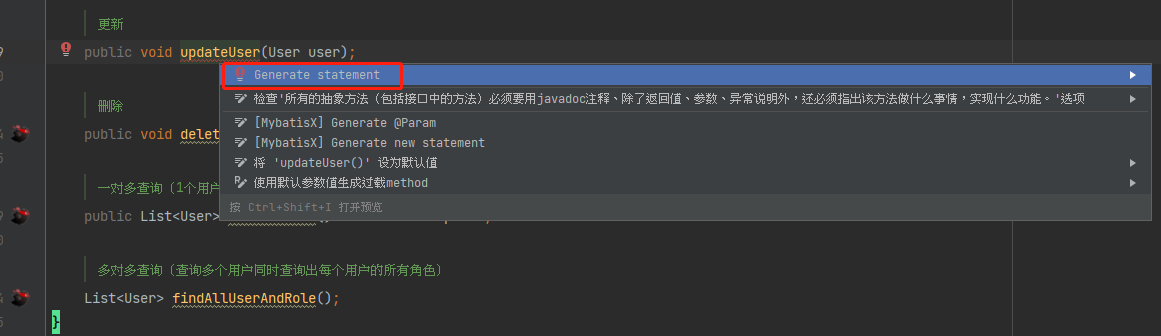 更新
9
public void updateUser(User user);
Generate statement
0
检查'所有的抽象方法（包括接口中的方法）必须要用javadoc注释、除了返回值、参数、异常说明外，还必须指出该方法做什么事情，实现什么功能。'选项
删除
[MybatisX] Generate @Param
4
public void delet
[MybatisX] Generate new statement
5
将 'updateUser()' 设为默认值
一对多查询（1个用户
使用默认参数值生成过载method
9
public List<User>
按 Ctrl+Shift+I 打开预览
0
多对多查询（查询多个用户同时查询出每个用户的所有角色）
4
List<User> findAllUserAndRole();
5
}